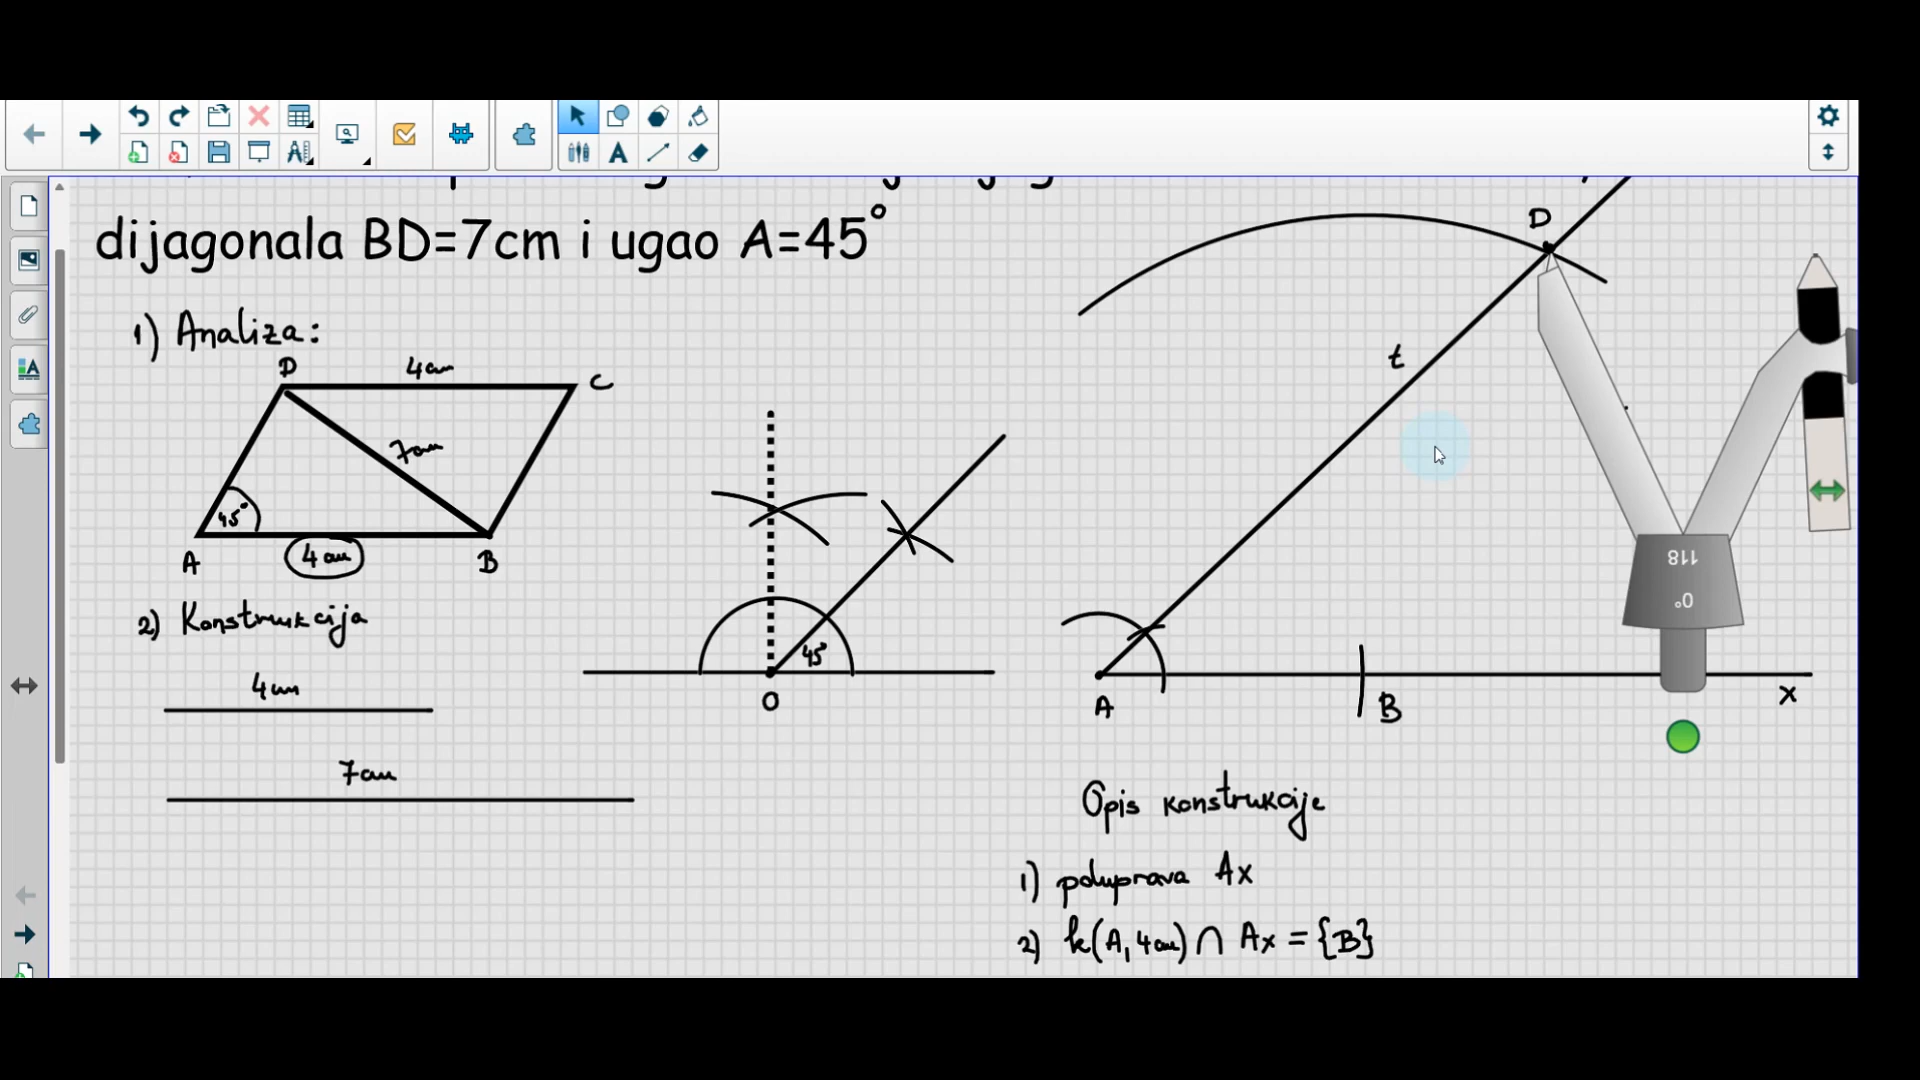 dijagonala BD=7cm i ugao A=45°
1) Analiza:
D 4cm C
7cm
45°
A 4cm B
2) Konstrukcija
4cm
7cm
45°
O
D
t
A B x
118
0°
Opis konstrukcije
1) poluprava Ax
2) k(A, 4cm) ∩ Ax = {B}